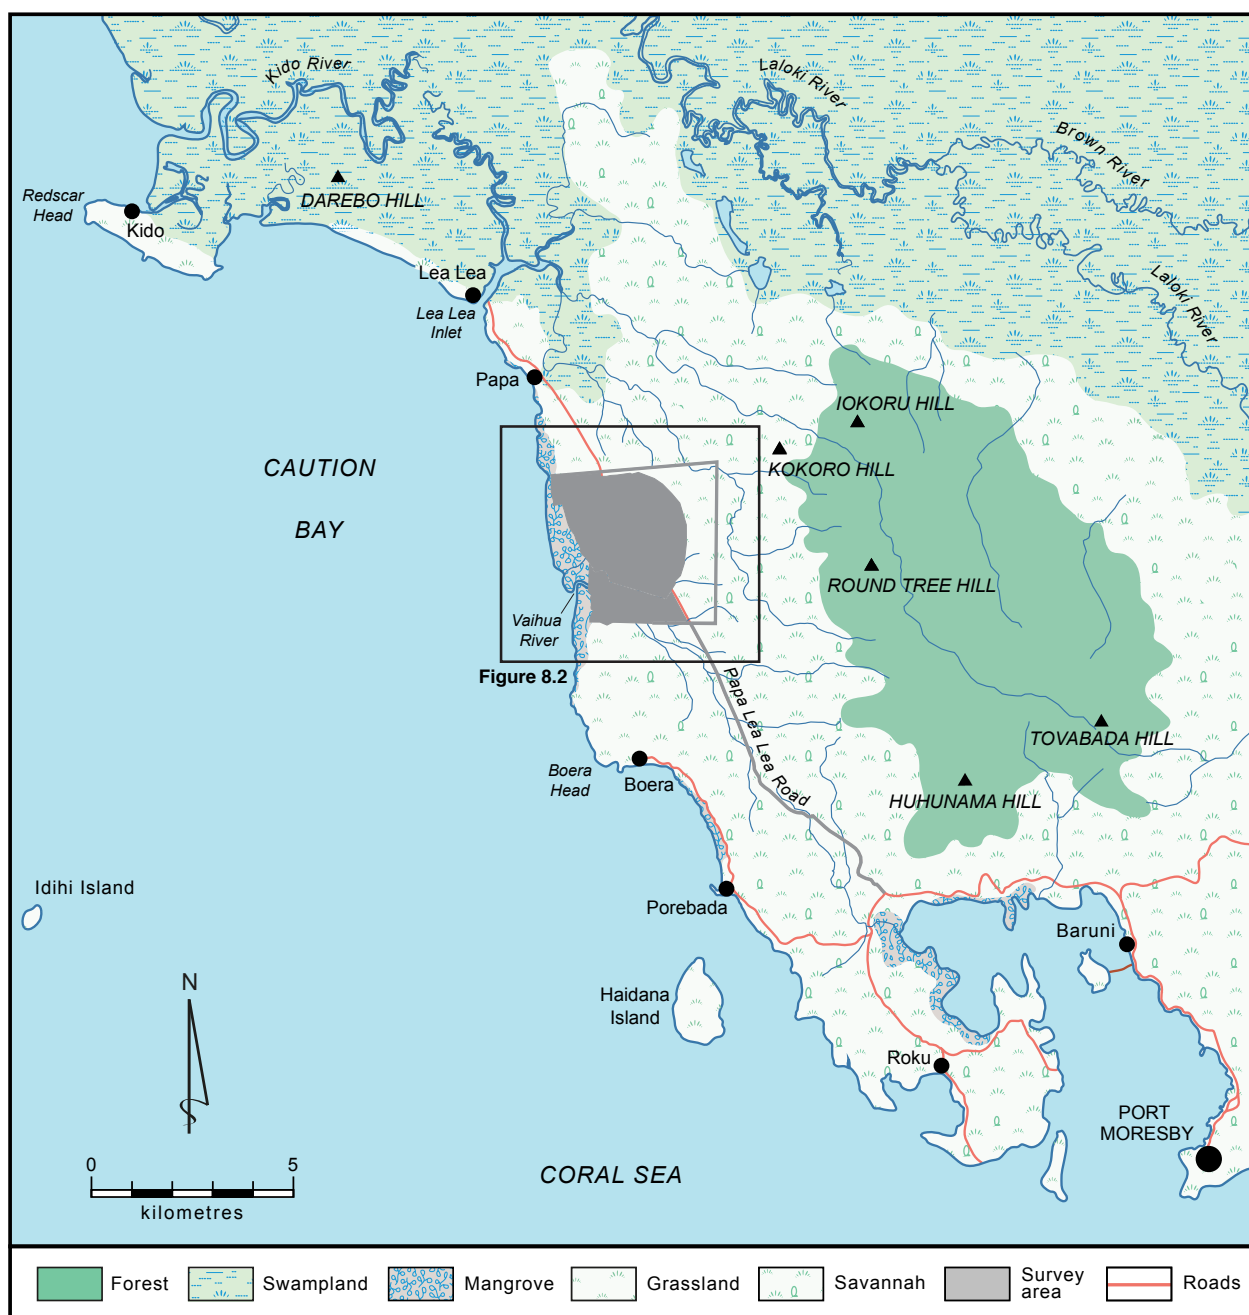 Kido River
Laloki River
Brown River
Redscar
Head
DAREBO HILL
Kido
Lea Lea
Laloki River
Lea Lea
Inlet
Papa
IOKORU HILL
CAUTION
BAY
KOKORO HILL
ROUND TREE HILL
Vaihua
River
Figure 8.2
Papa Lea Lea Road
TOVABADA HILL
Boera
Head
Boera
HUHUNAMA HILL
Idihi Island
Porebada
Baruni
N
Haidana
Island
Roku
PORT
MORESBY
0 5
kilometres
CORAL SEA
Forest
Swampland
Mangrove
Grassland
Savannah
Survey
area
Roads